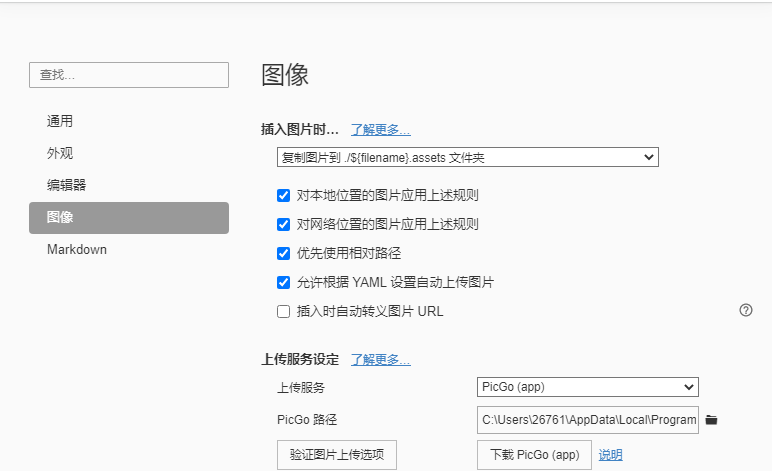 查找...
通用
外观
编辑器
图像
Markdown
图像
插入图片时... 了解更多...
复制图片到 ./${filename}.assets 文件夹
对本地位置的图片应用上述规则
对网络位置的图片应用上述规则
优先使用相对路径
允许根据 YAML 设置自动上传图片
插入时自动转义图片 URL
上传服务设定 了解更多...
上传服务 PicGo (app)
PicGo 路径 C:\Users\26761\AppData\Local\Program
验证图片上传选项 下载 PicGo (app) 说明